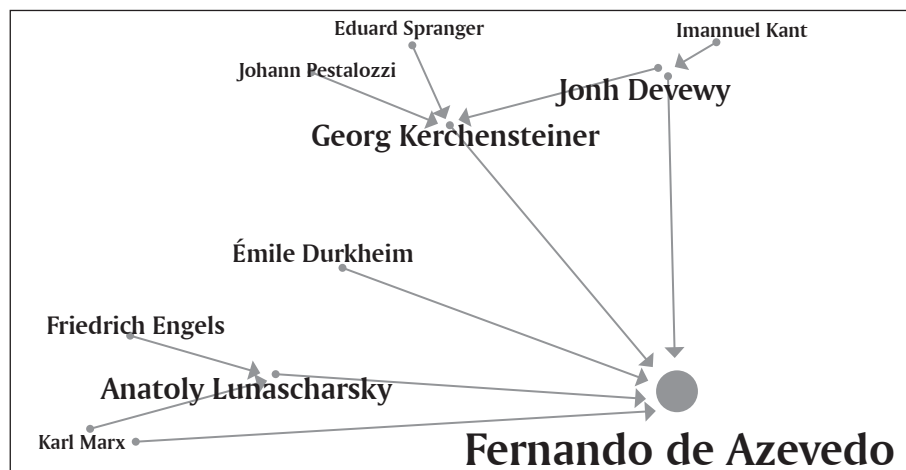 Eduard Spranger
Imannuel Kant
Johann Pestalozzi
Jonh Devewy
Georg Kerchensteiner
Émile Durkheim
Friedrich Engels
Anatoly Lunascharsky
Karl Marx
Fernando de Azevedo